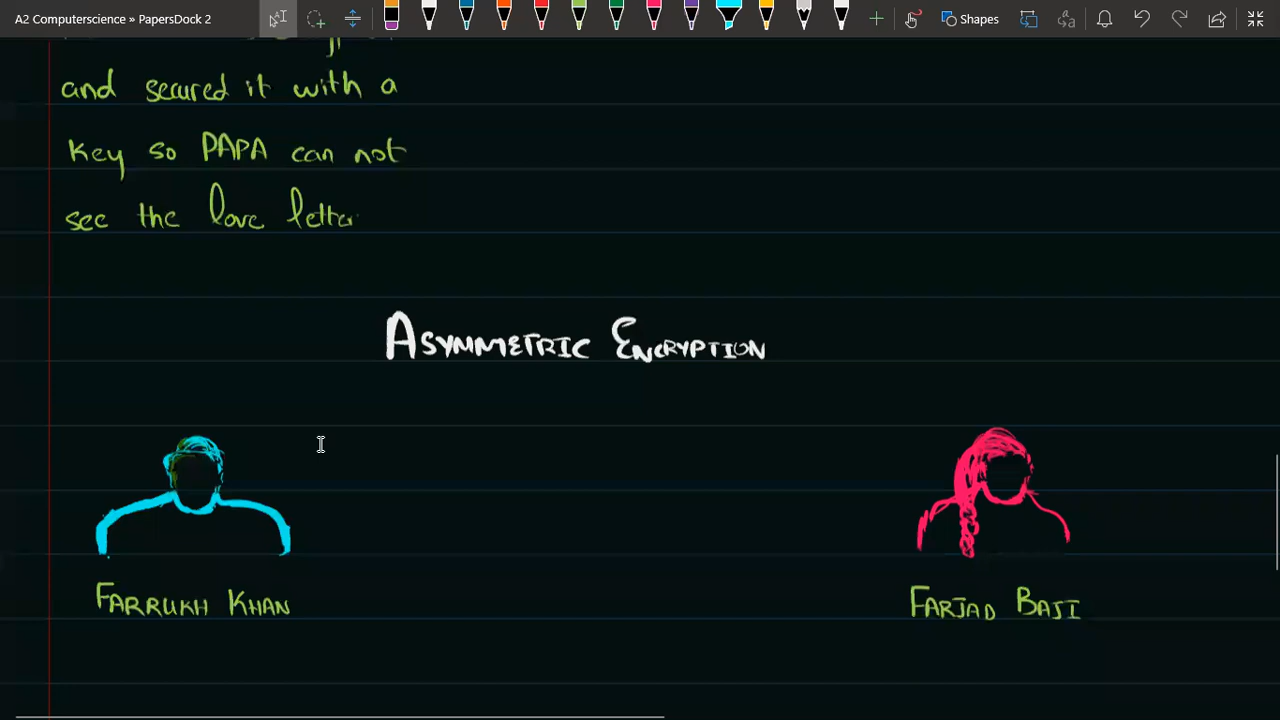 A2 Computerscience » PapersDock 2
Shapes
and secured it with a
key so PAPA can not
see the love letter
ASYMMETRIC ENCRYPTION
FARRUKH KHAN
FARJAD BAJI